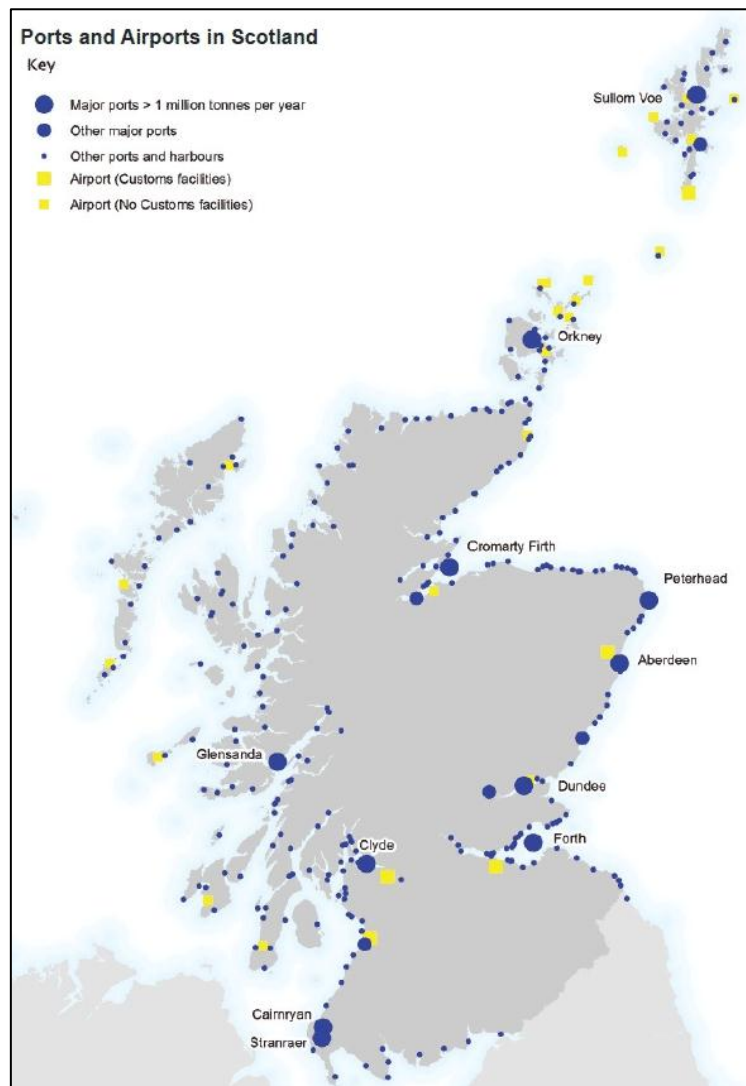 Ports and Airports in Scotland
Key
Major ports > 1 million tonnes per year
Other major ports
Other ports and harbours
Airport (Customs facilities)
Airport (No Customs facilities)
Sullom Voe
Orkney
Cromarty Firth
Peterhead
Aberdeen
Glensanda
Dundee
Forth
Clyde
Cairnryan
Stranraer